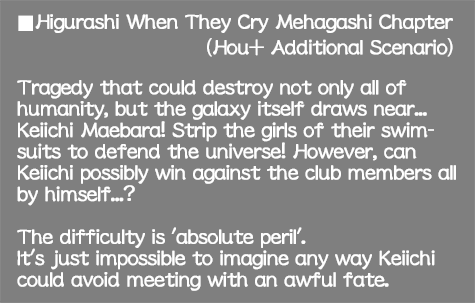 ■Higurashi When They Cry Mehagashi Chapter
(Hou+ Additional Scenario)
Tragedy that could destroy not only all of
humanity, but the galaxy itself draws near...
Keiichi Maebara! Strip the girls of their swim-
suits to defend the universe! However, can
Keiichi possibly win against the club members all
by himself...?
The difficulty is 'absolute peril'.
It's just impossible to imagine any way Keiichi
could avoid meeting with an awful fate.